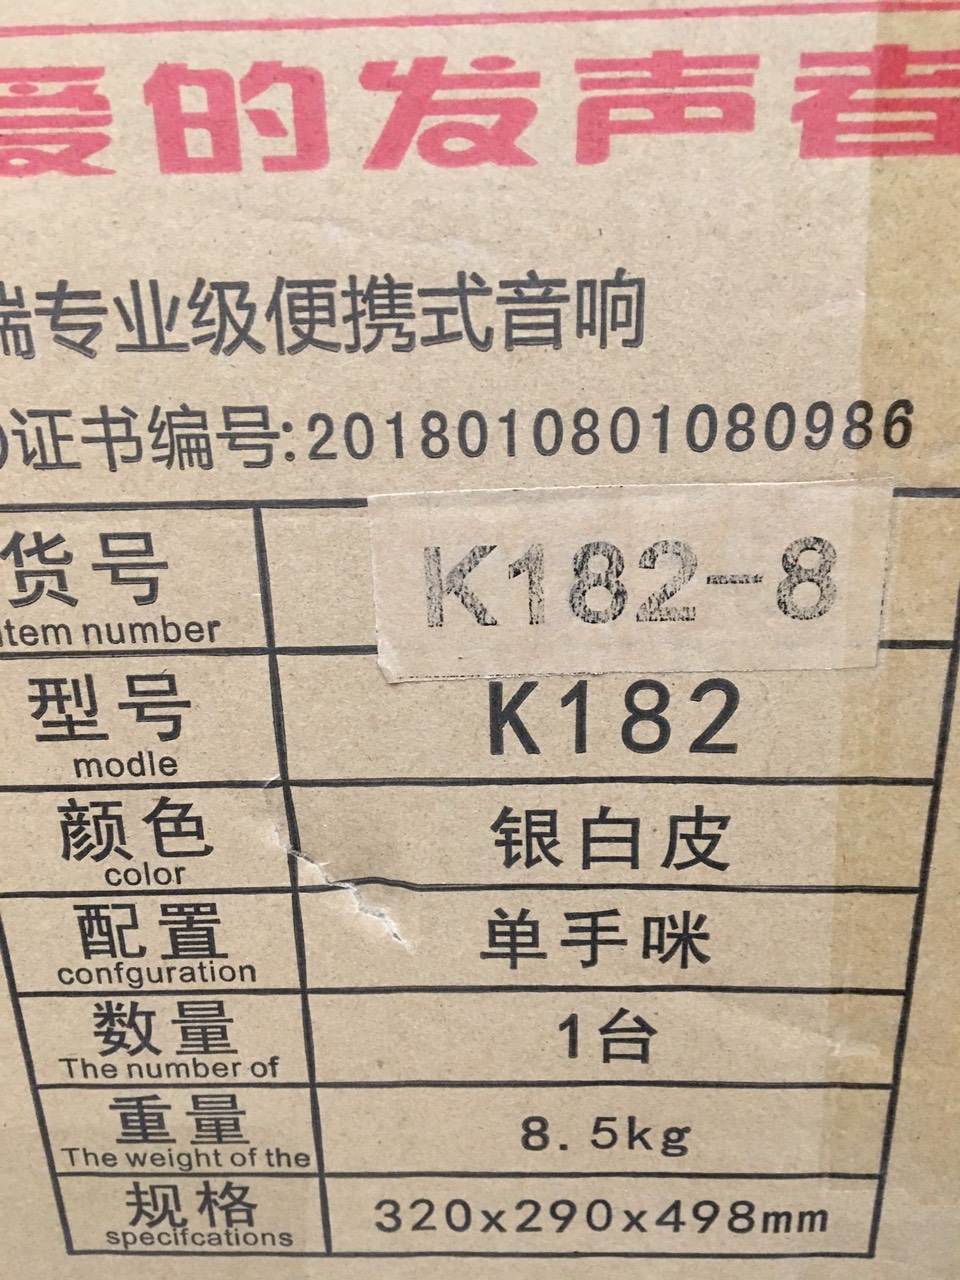 爱的发声者
端专业级便携式音响
)证书编号:2018010801080986
货号 K182-8
item number
型号 K182
modle
颜色 银白皮
color
配置 单手咪
confguration
数量 1台
The number of
重量 8.5kg
The weight of the
规格 320x290x498mm
specifcations